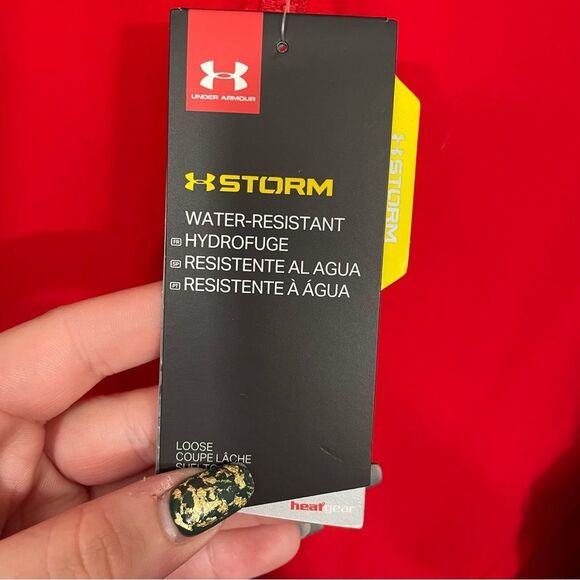 UNDER ARMOUR
STORM
WATER-RESISTANT
FR HYDROFUGE
SP RESISTENTE AL AGUA
PT RESISTENTE À ÁGUA
LOOSE
COUPE LÂCHE
STORM
heatgear